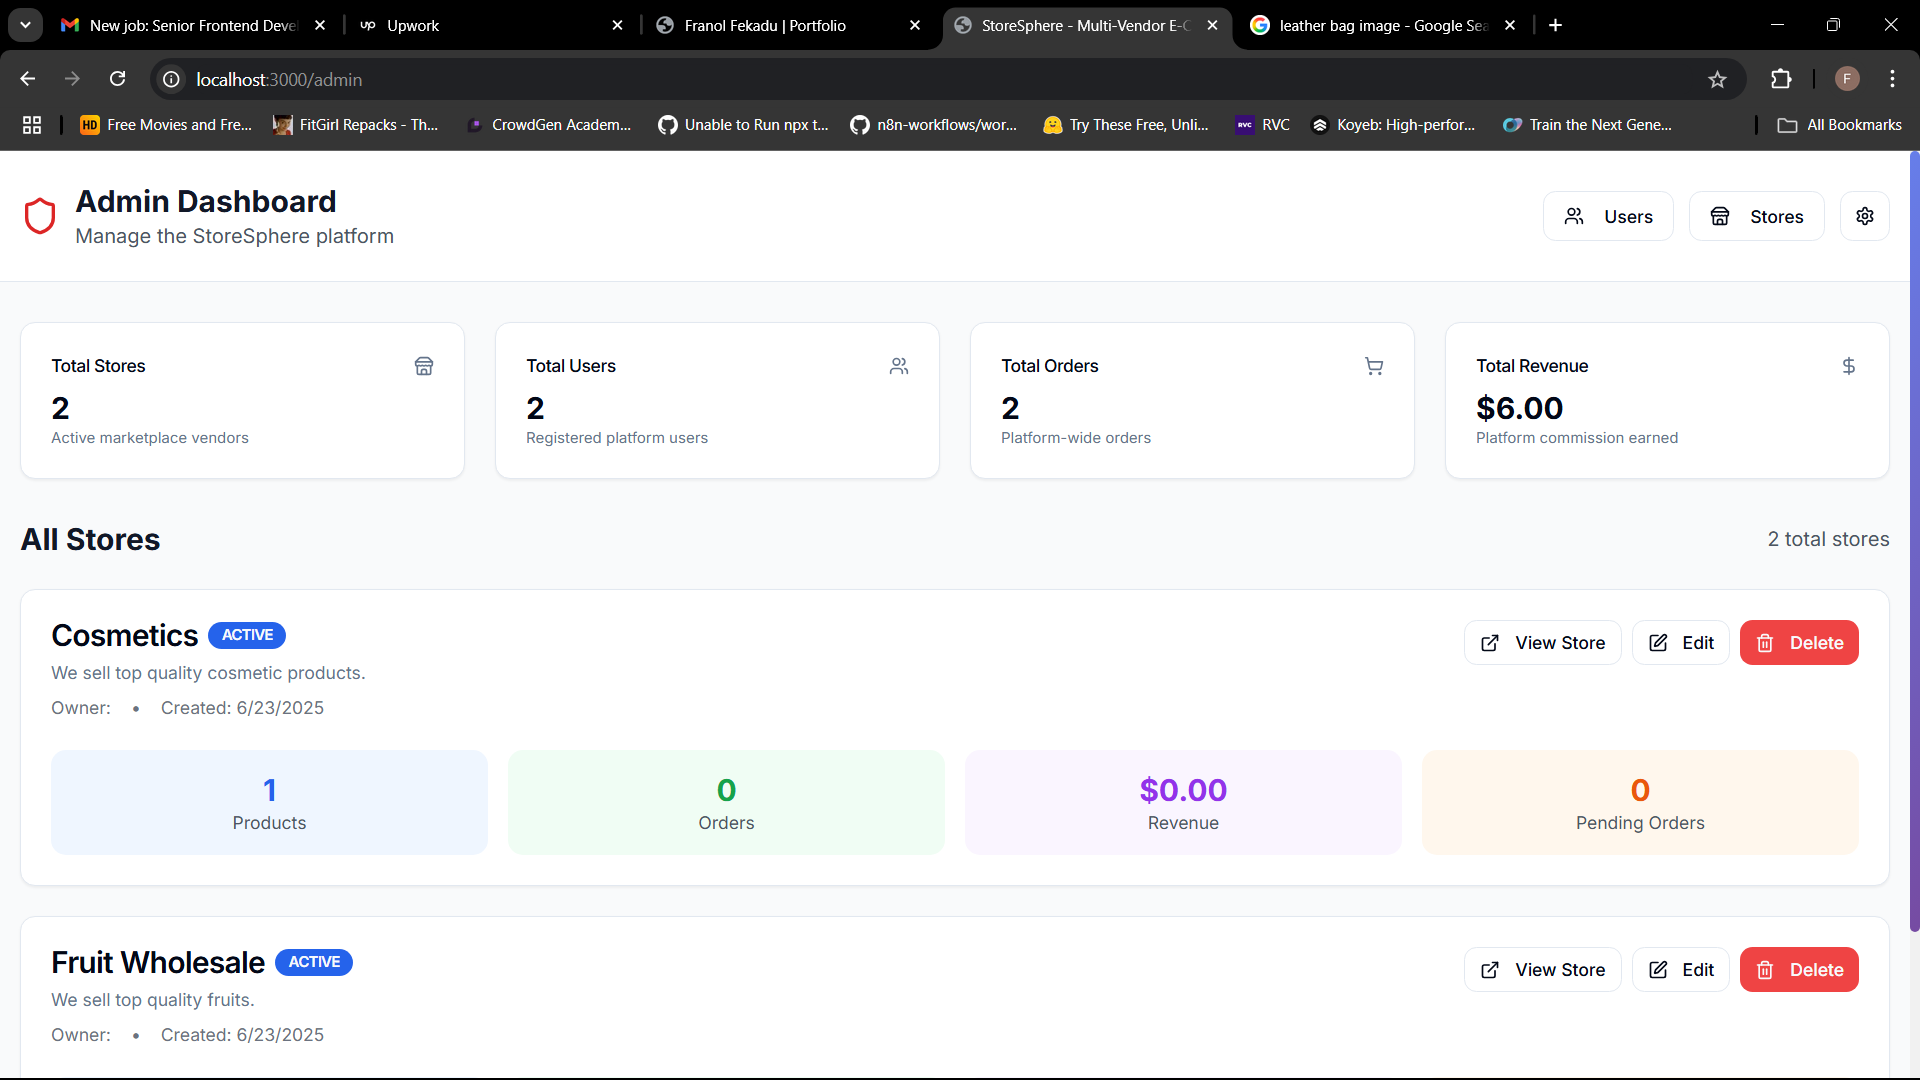 New job: Senior Frontend Deve
Upwork
Franol Fekadu | Portfolio
StoreSphere - Multi-Vendor E-C
leather bag image - Google Sea
localhost:3000/admin
F
HD
Free Movies and Fre...
FitGirl Repacks - Th...
CrowdGen Academ...
Unable to Run npx t...
n8n-workflows/wor...
Try These Free, Unli...
RVC
RVC
Koyeb: High-perfor...
Train the Next Gene...
All Bookmarks
Admin Dashboard
Manage the StoreSphere platform
Users
Stores
Total Stores
2
Active marketplace vendors
Total Users
2
Registered platform users
Total Orders
2
Platform-wide orders
Total Revenue
$
$6.00
Platform commission earned
All Stores
2 total stores
Cosmetics
ACTIVE
View Store
Edit
Delete
We sell top quality cosmetic products.
Owner: • Created: 6/23/2025
1
Products
0
Orders
$0.00
Revenue
0
Pending Orders
Fruit Wholesale
ACTIVE
View Store
Edit
Delete
We sell top quality fruits.
Owner: • Created: 6/23/2025